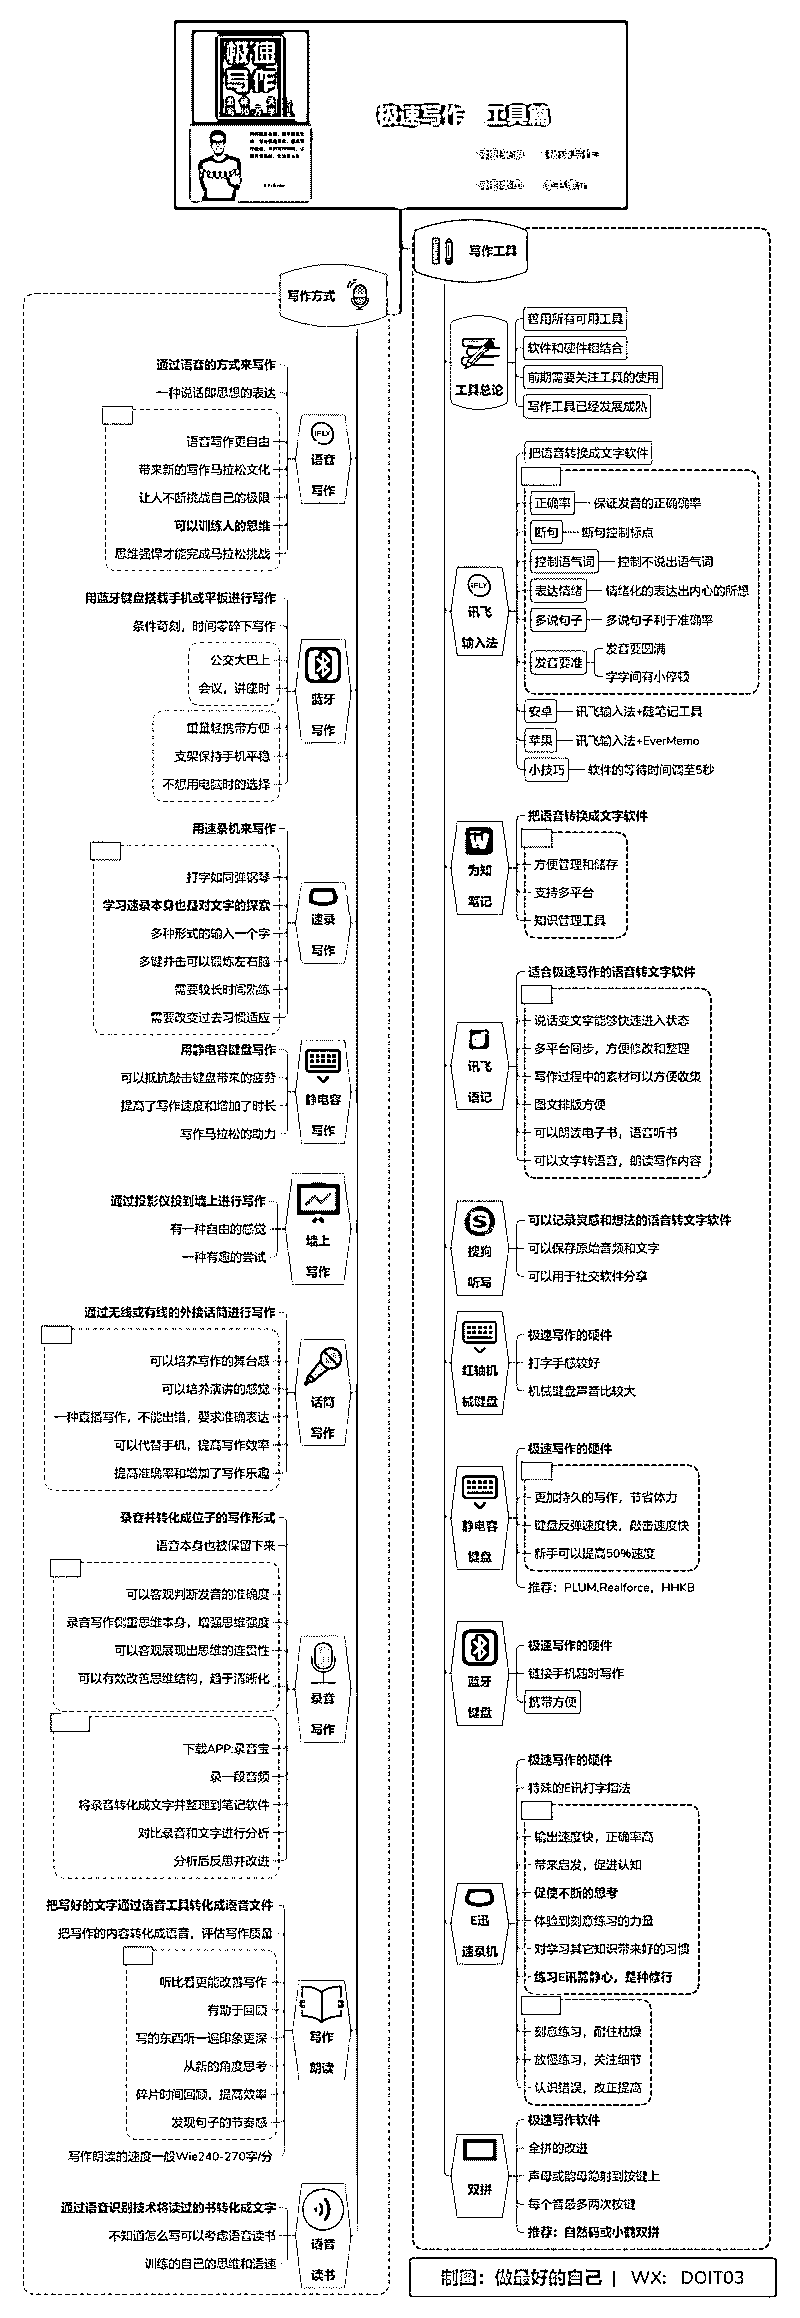 极速写作
极速写作 工具篇
写作方式
通过语音的方式来写作
一种说话即思想的表达
语音写作更自由
带来新的写作马拉松文化
让人不断挑战自己的极限
可以训练人的思维
思维强悍才能完成马拉松挑战
iFLY
语音
写作
用蓝牙键盘搭载手机或平板进行写作
条件苛刻，时间零碎下写作
公交大巴上
会议，讲座时
重量轻携带方便
支架保持手机平稳
不想用电脑时的选择
蓝牙
写作
用速录机来写作
打字如同弹钢琴
学习速录本身也是对文字的探索
多种形式的输入一个字
多键并击可以锻炼左右脑
需要较长时间熟练
需要改变过去习惯适应
速录
写作
用静电容键盘写作
可以抵抗敲击键盘带来的疲劳
提高了写作速度和增加了时长
写作马拉松的助力
静电容
写作
通过投影仪投到墙上进行写作
有一种自由的感觉
一种有趣的尝试
墙上
写作
通过无线或有线的外接话筒进行写作
可以培养写作的舞台感
可以培养演讲的感觉
一种直播写作，不能出错，要求准确表达
可以代替手机，提高写作效率
提高准确率和增加了写作乐趣
话筒
写作
录音并转化成位子的写作形式
语音本身也被保留下来
可以客观判断发音的准确度
录音写作侧重思维本身，增强思维强度
可以客观展现出思维的连贯性
可以有效改善思维结构，趋于清晰化
下载APP:录音宝
录一段音频
将录音转化成文字并整理到笔记软件
对比录音和文字进行分析
分析后反思并改进
录音
写作
把写好的文字通过语音工具转化成语音文件
把写作的内容转化成语音，评估写作质量
听比看更能改善写作
有助于回顾
写的东西听一遍印象更深
从新的角度思考
碎片时间回顾，提高效率
发现句子的节奏感
写作朗读的速度一般Wie240-270字/分
写作
朗读
通过语音识别技术将读过的书转化成文字
不知道怎么写可以考虑语音读书
训练的自己的思维和语速
语音
读书
写作工具
工具总论
善用所有可用工具
软件和硬件相结合
前期需要关注工具的使用
写作工具已经发展成熟
iFLY
讯飞
输入法
把语音转换成文字软件
正确率 保证发音的正确确率
断句 断句控制标点
控制语气词 控制不说出语气词
表达情绪 情绪化的表达出内心的所想
多说句子 多说句子利于准确率
发音要准 发音要圆满
字字间有小停顿
安卓 讯飞输入法+随笔记工具
苹果 讯飞输入法+EverMemo
小技巧 软件的等待时间调至5秒
为知
笔记
把语音转换成文字软件
方便管理和储存
支持多平台
知识管理工具
讯飞
语记
适合极速写作的语音转文字软件
说话变文字能够快速进入状态
多平台同步，方便修改和整理
写作过程中的素材可以方便收集
图文排版方便
可以朗读电子书，语音听书
可以文字转语音，朗读写作内容
搜狗
听写
可以记录灵感和想法的语音转文字软件
可以保存原始音频和文字
可以用于社交软件分享
红轴机
械键盘
极速写作的硬件
打字手感较好
机械键盘声音比较大
静电容
键盘
极速写作的硬件
更加持久的写作，节省体力
键盘反弹速度快，敲击速度快
新手可以提高50%速度
推荐：PLUM.Realforce，HHKB
蓝牙
键盘
极速写作的硬件
链接手机随时写作
携带方便
E迅
速录机
极速写作的硬件
特殊的E讯打字指法
输出速度快，正确率高
带来启发，促进认知
促使不断的思考
体验到刻意练习的力量
对学习其它知识带来好的习惯
练习E讯需静心，是种修行
刻意练习，耐住枯燥
放慢练习，关注细节
认识错误，改正提高
双拼
极速写作软件
全拼的改进
声母或韵母隐射到按键上
每个音最多两次按键
推荐：自然码或小鹤双拼
制图：做最好的自己 | WX: DOIT03